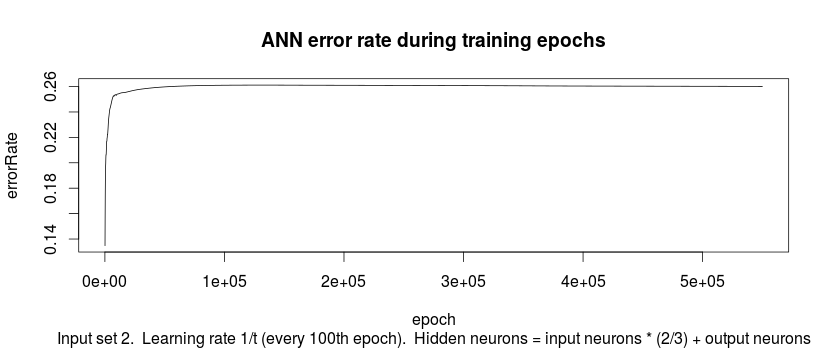 ANN error rate during training epochs
errorRate
0.26
0.22
0.18
0.14
0e+00 1e+05 2e+05 3e+05 4e+05 5e+05
epoch
Input set 2.  Learning rate 1/t (every 100th epoch).  Hidden neurons = input neurons * (2/3) + output neurons